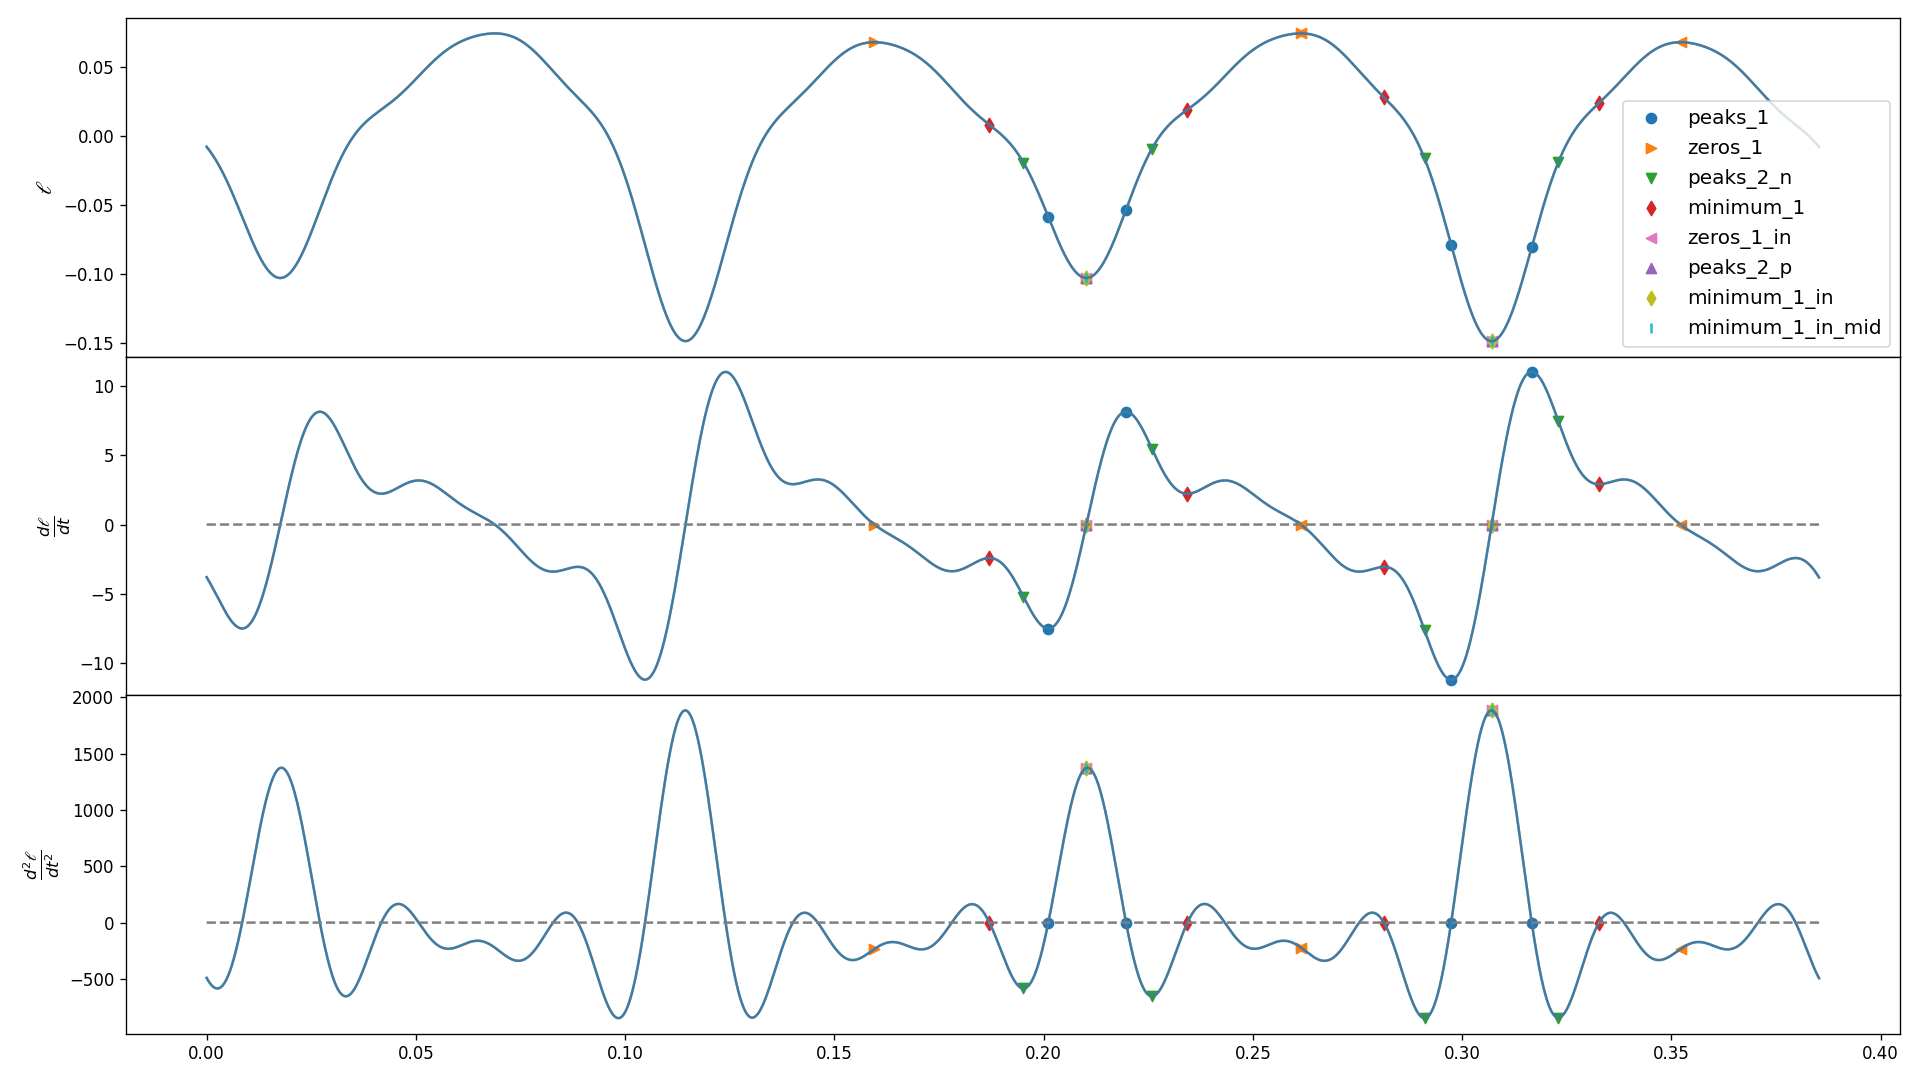 0.05
0.00
−0.05
−0.10
−0.15
ℓ
peaks_1
zeros_1
peaks_2_n
minimum_1
zeros_1_in
peaks_2_p
minimum_1_in
minimum_1_in_mid
10
5
0
−5
−10
dℓ
dt
2000
1500
1000
500
0
−500
d²ℓ
dt²
0.00 0.05 0.10 0.15 0.20 0.25 0.30 0.35 0.40